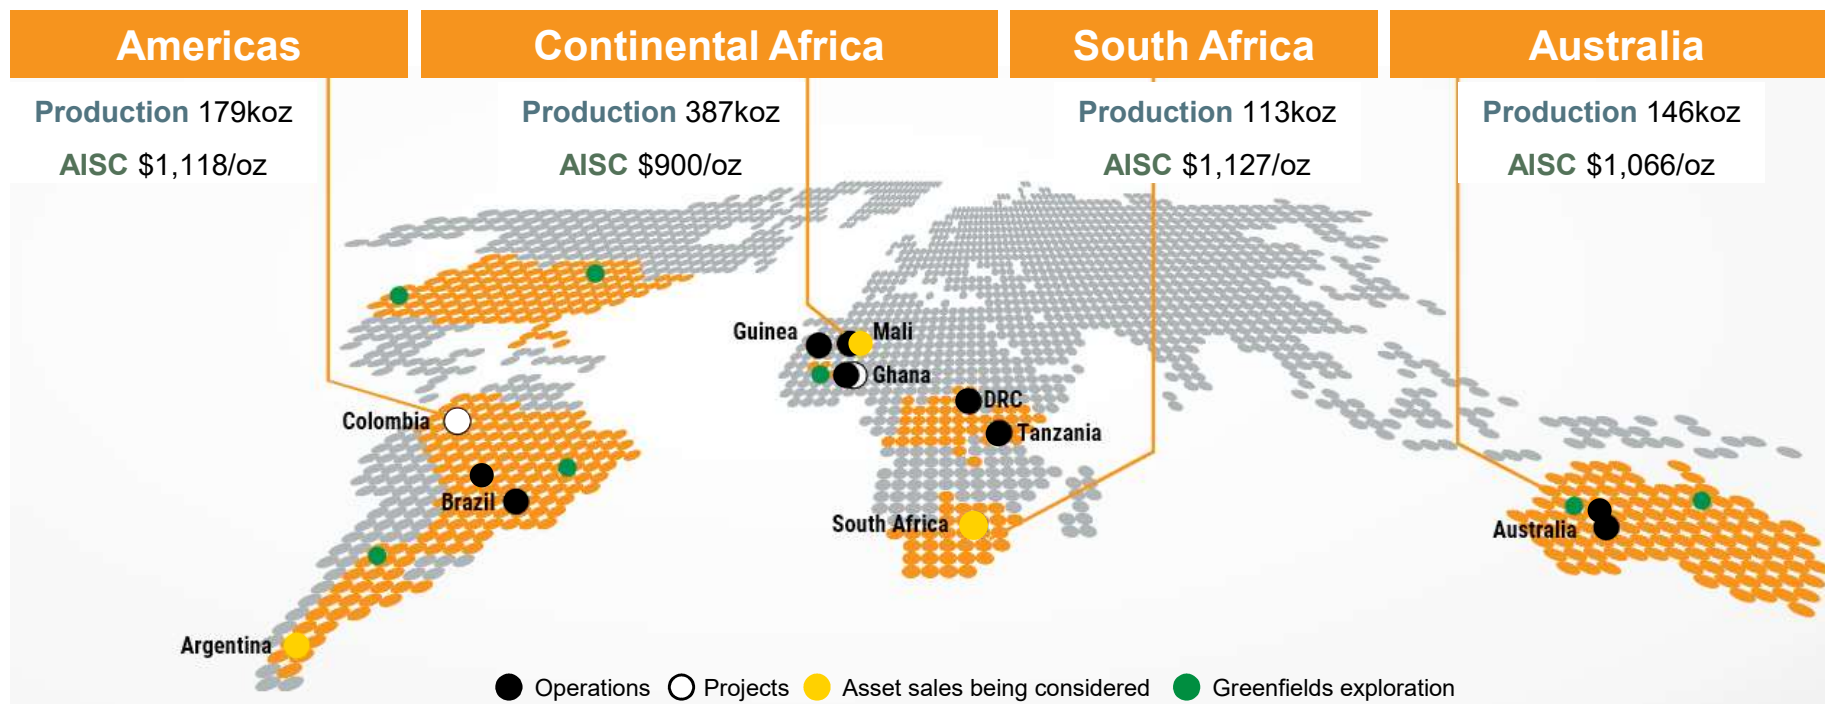 Americas
Continental Africa
South Africa
Australia
Production 179koz
AISC $1,118/oz
Production 387koz
AISC $900/oz
Production 113koz
AISC $1,127/oz
Production 146koz
AISC $1,066/oz
Guinea
Mali
Ghana
DRC
Colombia
Tanzania
Brazil
South Africa
Australia
Argentina
Operations
Projects
Asset sales being considered
Greenfields exploration